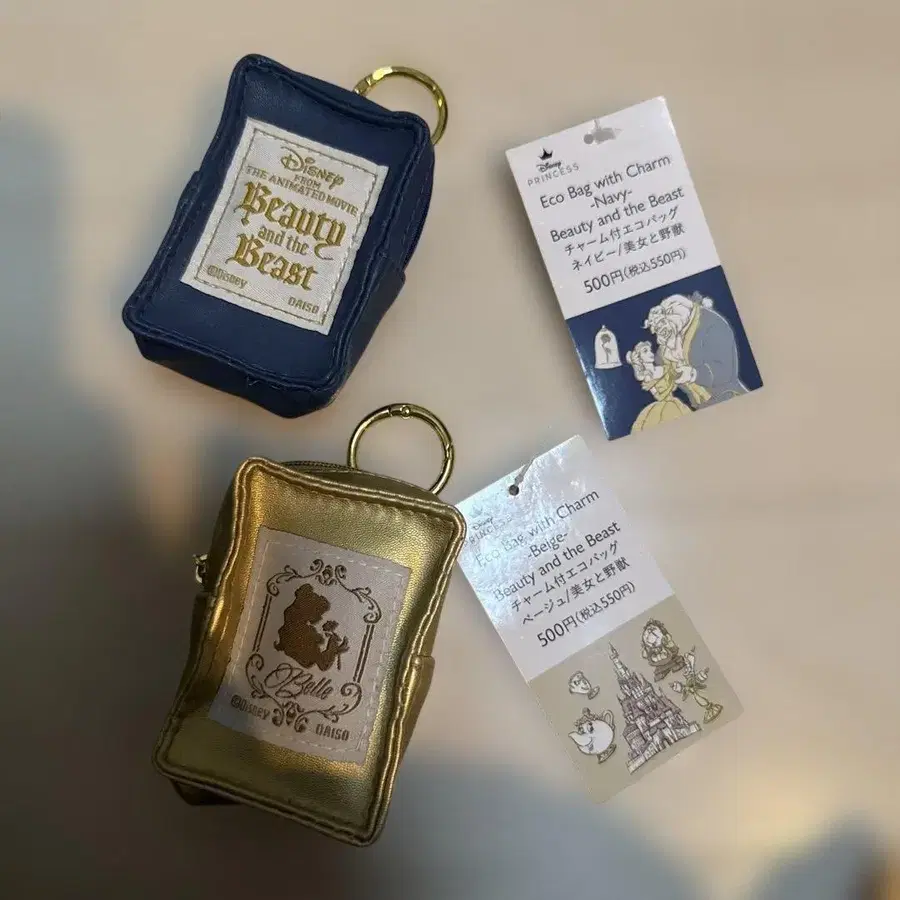 Disney
FROM
THE ANIMATED MOVIE
Beauty
and the
Beast
©Disney DAISO
Disney
PRINCESS
Eco Bag with Charm
-Navy-
Beauty and the Beast
チャーム付エコバッグ
ネイビー/美女と野獣
500円(税込550円)
Belle
©Disney DAISO
Disney
PRINCESS
Eco Bag with Charm
-Beige-
Beauty and the Beast
チャーム付エコバッグ
ベージュ/美女と野獣
500円(税込550円)